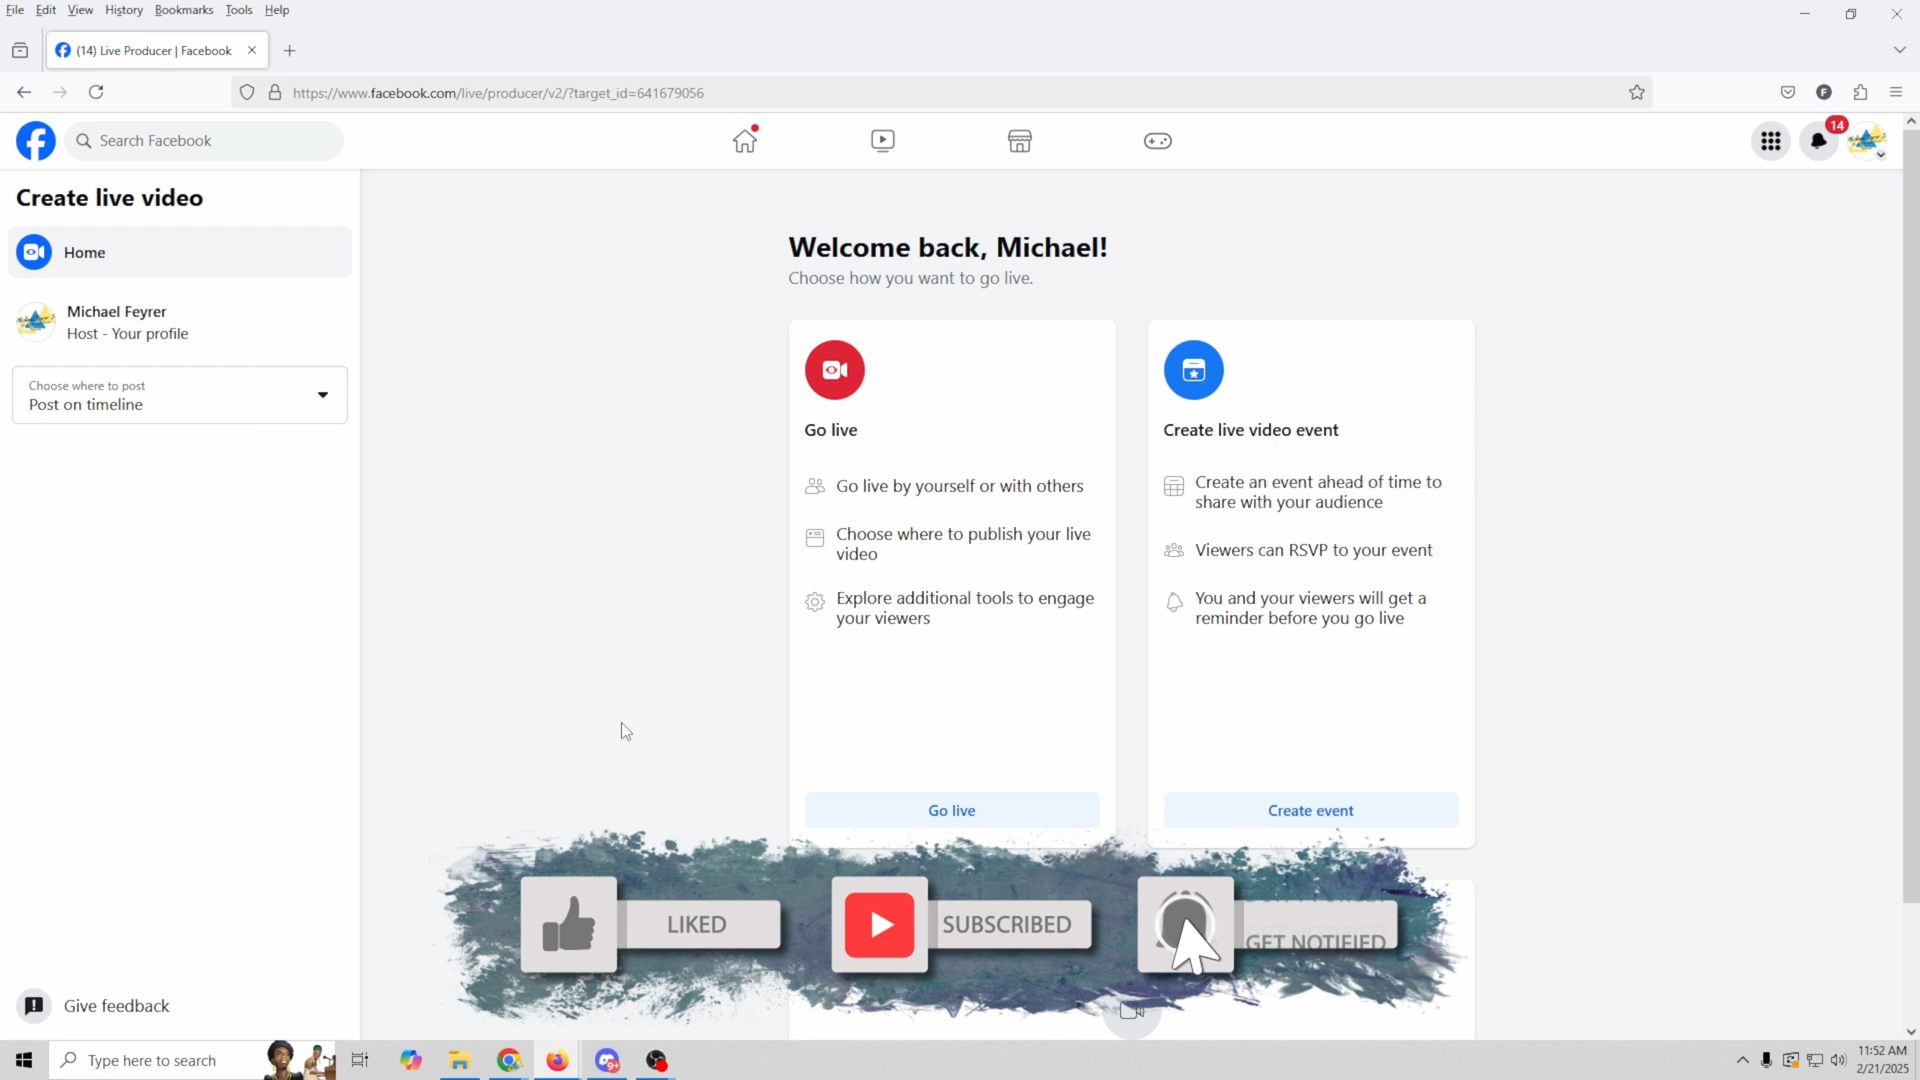 File Edit View History Bookmarks Tools Help
(14) Live Producer | Facebook
https://www.facebook.com/live/producer/v2/?target_id=641679056
Search Facebook
14
Create live video
Home
Michael Feyrer
Host - Your profile
Choose where to post
Post on timeline
Welcome back, Michael!
Choose how you want to go live.
Go live
Go live by yourself or with others
Choose where to publish your live
video
Explore additional tools to engage
your viewers
Go live
Create live video event
Create an event ahead of time to
share with your audience
Viewers can RSVP to your event
You and your viewers will get a
reminder before you go live
Create event
LIKED
SUBSCRIBED
GET NOTIFIED
Give feedback
Type here to search
9+
11:52 AM
2/21/2025